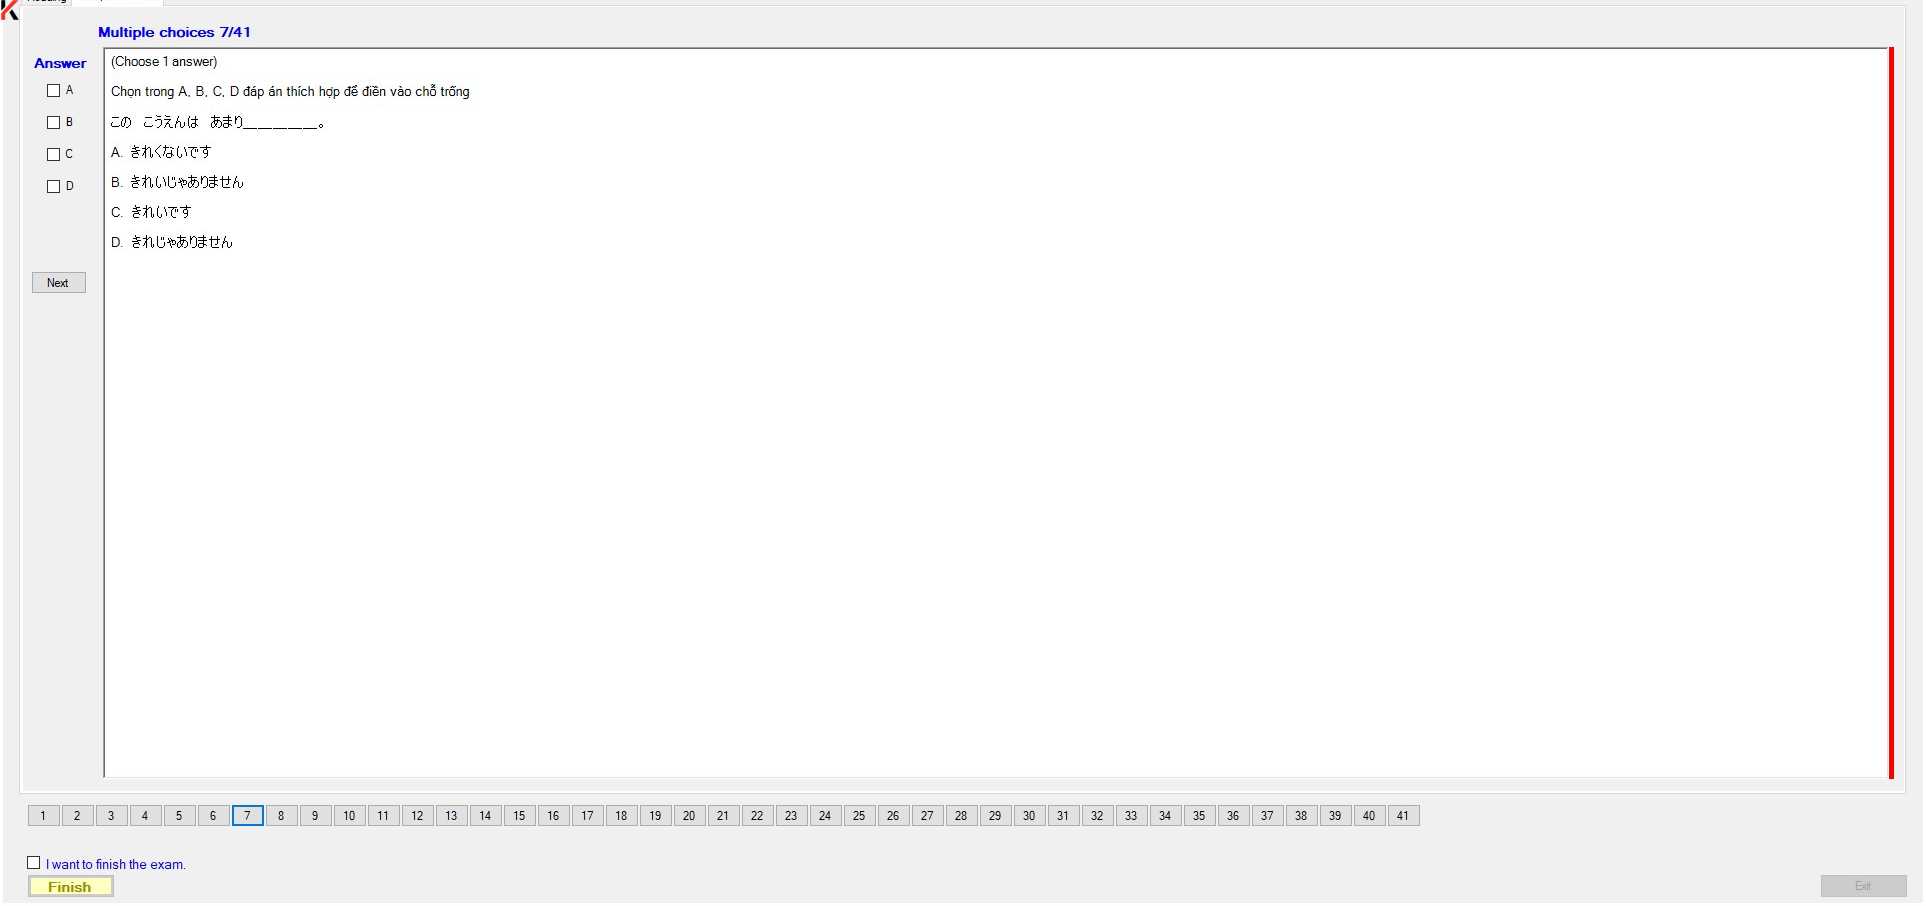 Multiple choices 7/41
Answer
(Choose 1 answer)
A
Chọn trong A, B, C, D đáp án thích hợp để điền vào chỗ trống
B
この こうえんは あまり__________。
C
A. きれくないです
D
B. きれいじゃありません
C. きれいです
D. きれじゃありません
Next
1 2 3 4 5 6 7 8 9 10 11 12 13 14 15 16 17 18 19 20 21 22 23 24 25 26 27 28 29 30 31 32 33 34 35 36 37 38 39 40 41
I want to finish the exam.
Finish
Exit